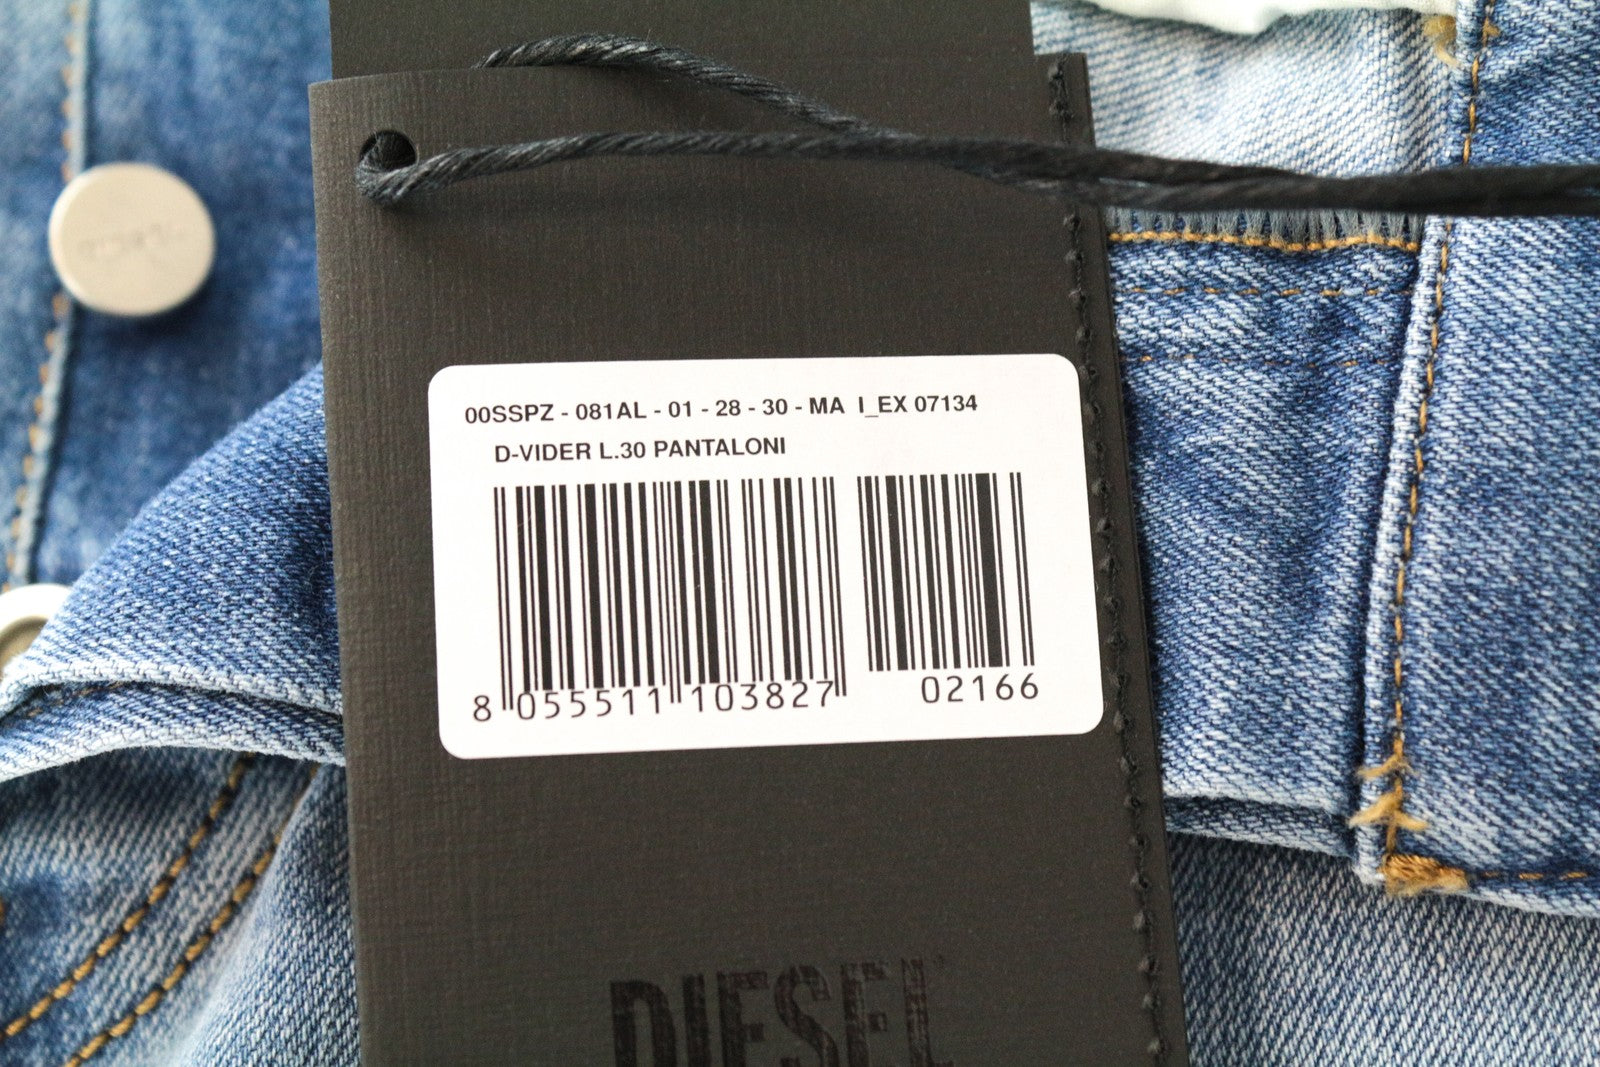 00SSPZ - 081AL - 01 - 28 - 30 - MA I_EX 07134
D-VIDER L.30 PANTALONI
8 055511 103827 02166
DIESEL